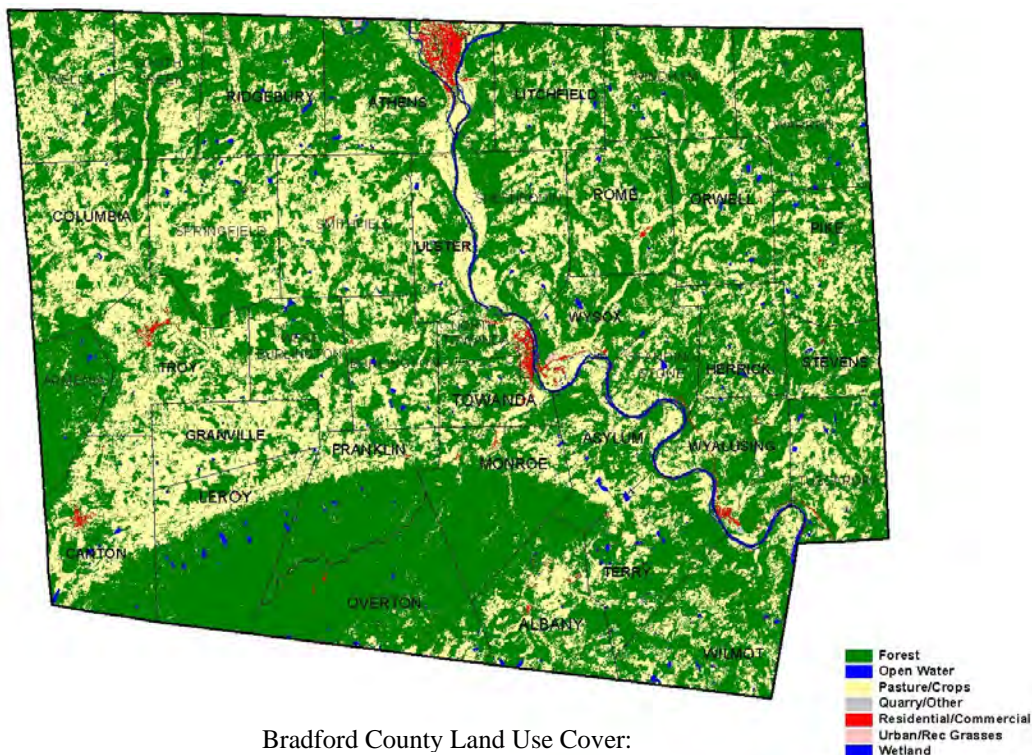 RIDGEBURY
ATHENS
LITCHFIELD
COLUMBIA
SPRINGFIELD
SMITHFIELD
ULSTER
ROME
ORWELL
PIKE
WYSOX
TROY
TOWANDA
HERRICK
STEVENS
GRANVILLE
FRANKLIN
MONROE
ASYLUM
WYALUSING
LEROY
CANTON
OVERTON
TERRY
ALBANY
WILMOT
Forest
Open Water
Pasture/Crops
Quarry/Other
Residential/Commercial
Urban/Rec Grasses
Wetland
Bradford County Land Use Cover: